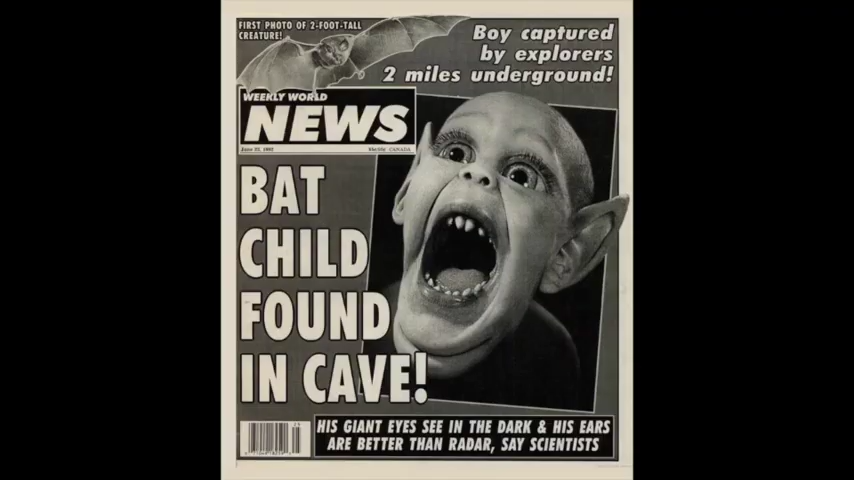 FIRST PHOTO OF 2-FOOT-TALL
CREATURE!
Boy captured
by explorers
2 miles underground!
WEEKLY WORLD
NEWS
BAT
CHILD
FOUND
IN CAVE!
HIS GIANT EYES SEE IN THE DARK & HIS EARS
ARE BETTER THAN RADAR, SAY SCIENTISTS